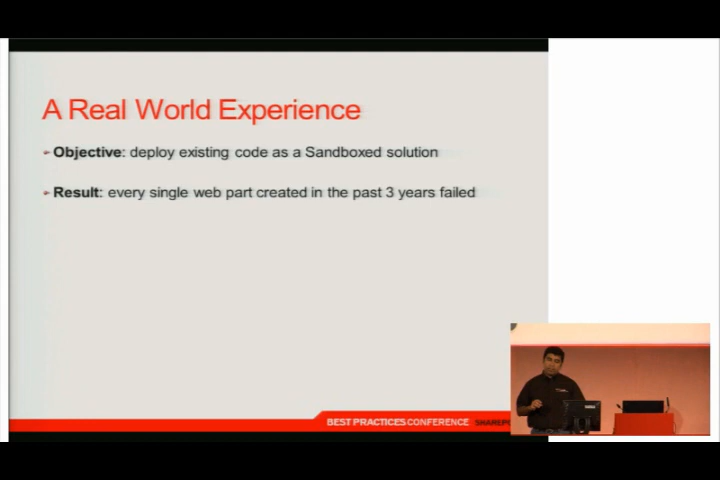 A Real World Experience
Objective: deploy existing code as a Sandboxed solution
Result: every single web part created in the past 3 years failed
BEST PRACTICES CONFERENCE